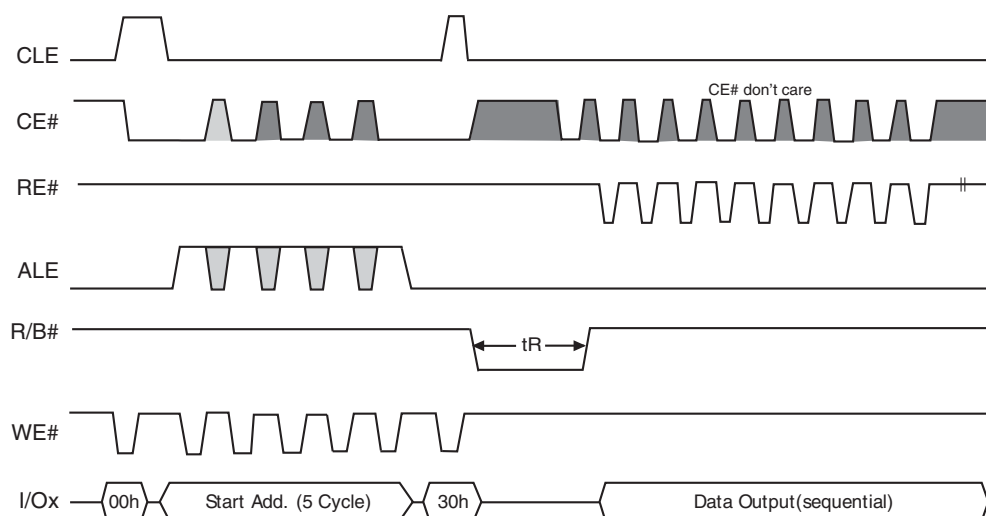 CLE
CE# don't care
CE#
RE#
ALE
R/B#
tR
WE#
I/Ox
00h
Start Add. (5 Cycle)
30h
Data Output(sequential)